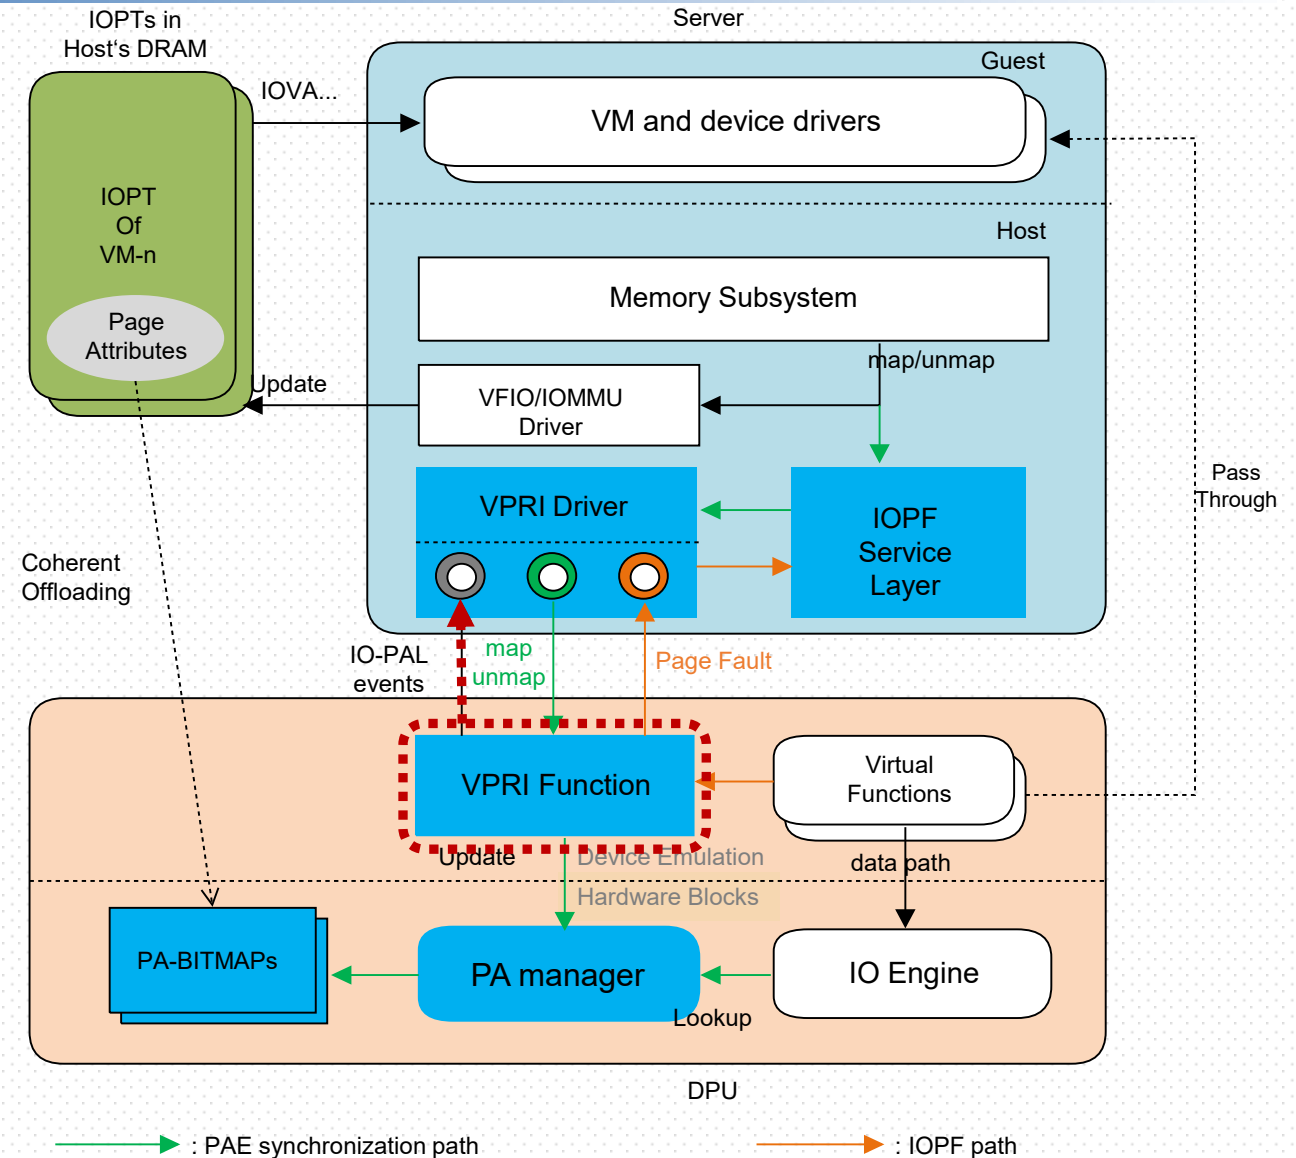 IOPTs in
Host‘s DRAM
Server
Guest
IOVA...
VM and device drivers
IOPT
Of
VM-n
Host
Page
Attributes
Memory Subsystem
map/unmap
Update
VFIO/IOMMU
Driver
Pass
Through
VPRI Driver
IOPF
Service
Layer
Coherent
Offloading
IO-PAL
events
map
unmap
Page Fault
VPRI Function
Virtual
Functions
Update
Device Emulation
data path
Hardware Blocks
PA-BITMAPs
PA manager
IO Engine
Lookup
DPU
: PAE synchronization path
: IOPF path